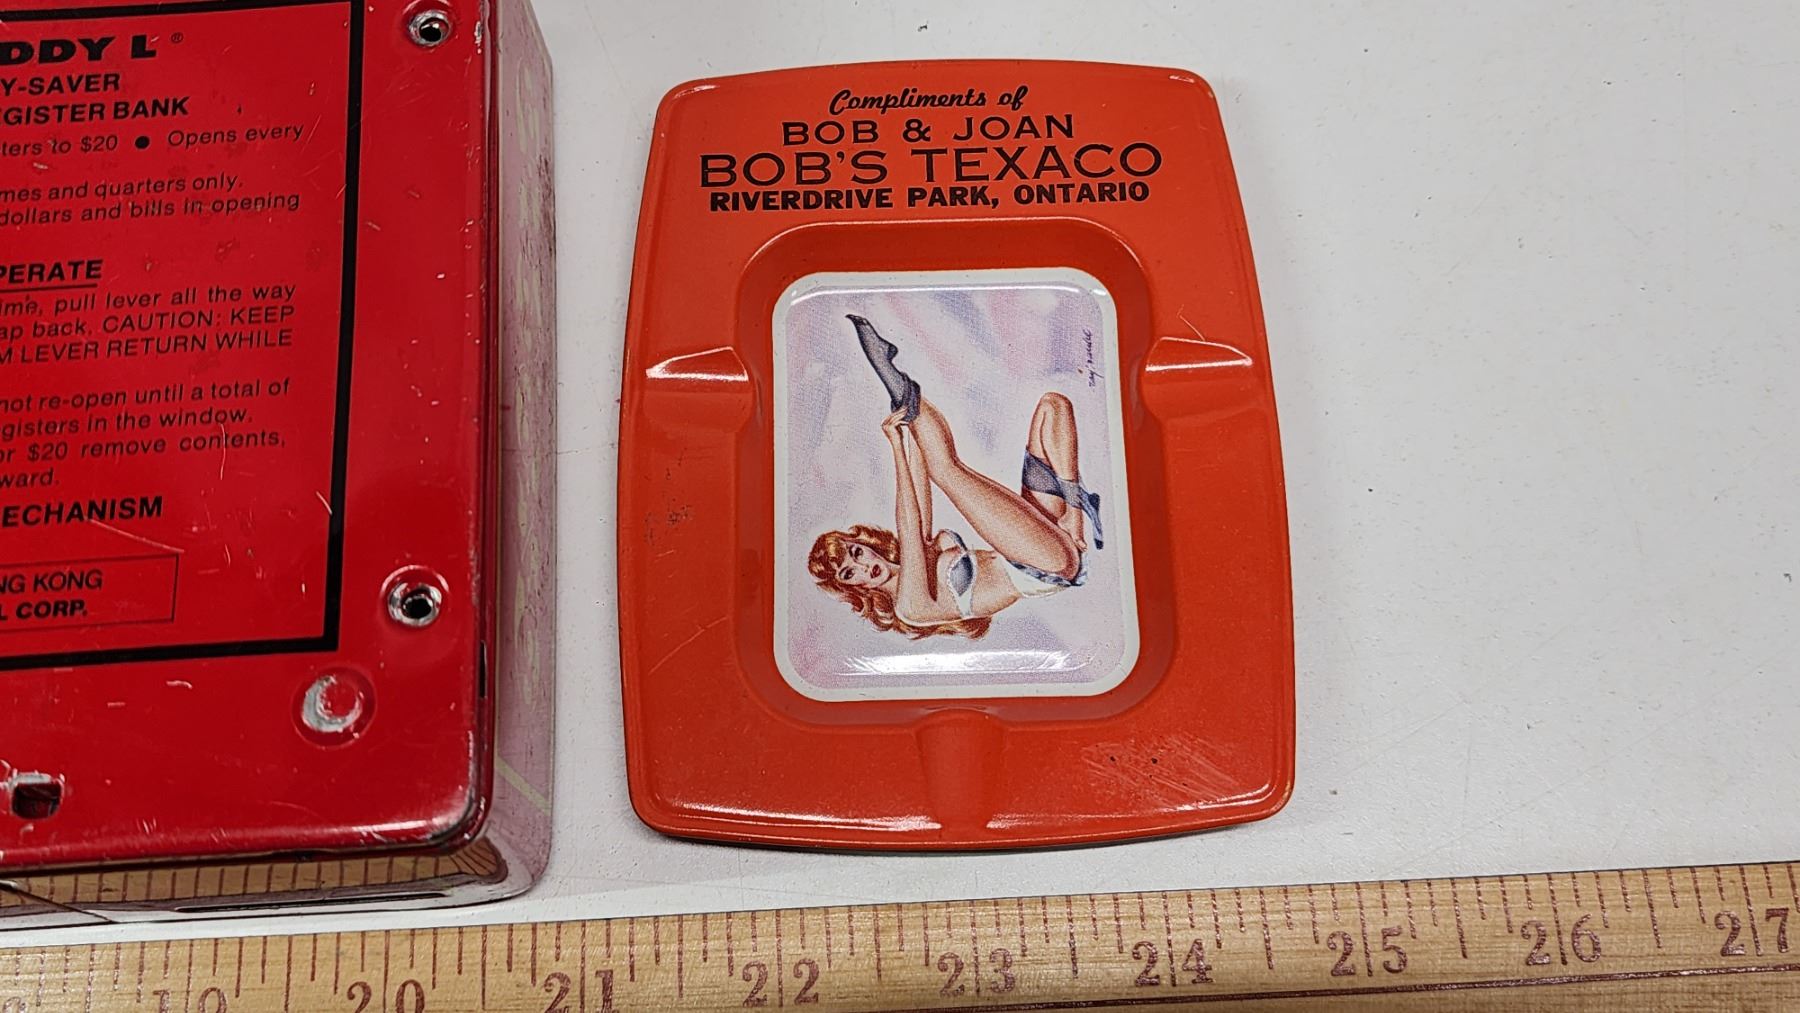 DDY L®
Y-SAVER
GISTER BANK
ters to $20 ● Opens every
mes and quarters only.
dollars and bills in opening
PERATE
ime, pull lever all the way
ap back. CAUTION: KEEP
M LEVER RETURN WHILE
not re-open until a total of
gisters in the window.
or $20 remove contents,
ward.
ECHANISM
NG KONG
L CORP.
Compliments of
BOB & JOAN
BOB'S TEXACO
RIVERDRIVE PARK, ONTARIO
20 21 22 23 24 25 26 27